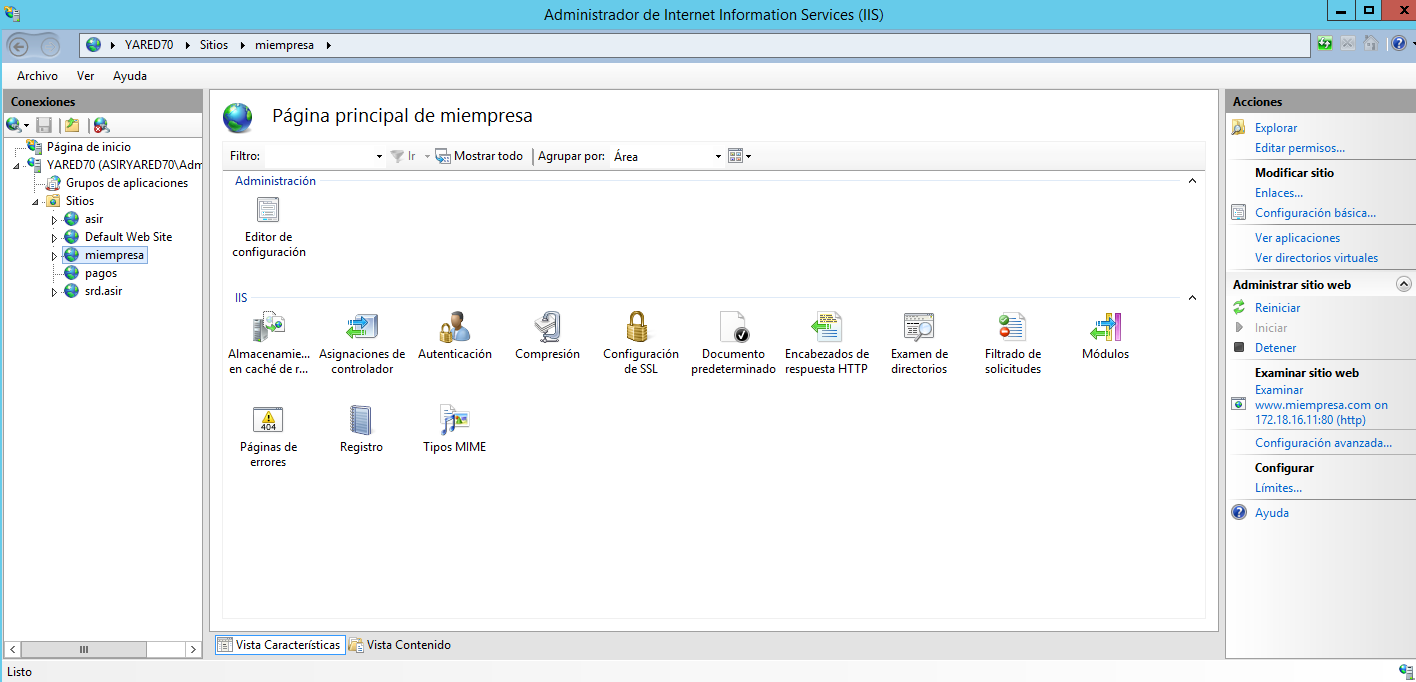 Administrador de Internet Information Services (IIS)
YARED70 Sitios miempresa
Archivo Ver Ayuda
Conexiones
Página de inicio
YARED70 (ASIRYARED70\Adm
Grupos de aplicaciones
Sitios
asir
Default Web Site
miempresa
pagos
srd.asir
Página principal de miempresa
Filtro: Ir Mostrar todo Agrupar por: Área
Administración
Editor de
configuración
IIS
Almacenamie...
en caché de r...
Asignaciones de
controlador
Autenticación
Compresión
Configuración
de SSL
Documento
predeterminado
Encabezados de
respuesta HTTP
Examen de
directorios
Filtrado de
solicitudes
Módulos
404
Páginas de
errores
Registro
Tipos MIME
Vista Características Vista Contenido
Acciones
Explorar
Editar permisos...
Modificar sitio
Enlaces...
Configuración básica...
Ver aplicaciones
Ver directorios virtuales
Administrar sitio web
Reiniciar
Iniciar
Detener
Examinar sitio web
Examinar
www.miempresa.com on
172.18.16.11:80 (http)
Configuración avanzada...
Configurar
Límites...
Ayuda
Listo